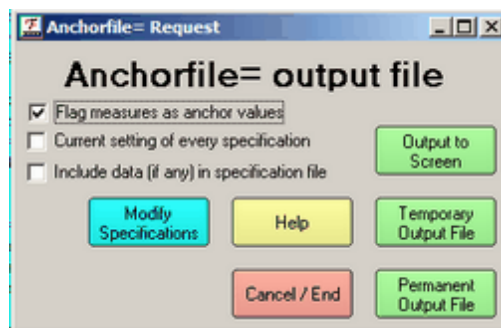 Anchorfile= Request
Anchorfile= output file
Flag measures as anchor values
Current setting of every specification
Include data (if any) in specification file
Output to
Screen
Modify
Specifications
Help
Temporary
Output File
Cancel / End
Permanent
Output File